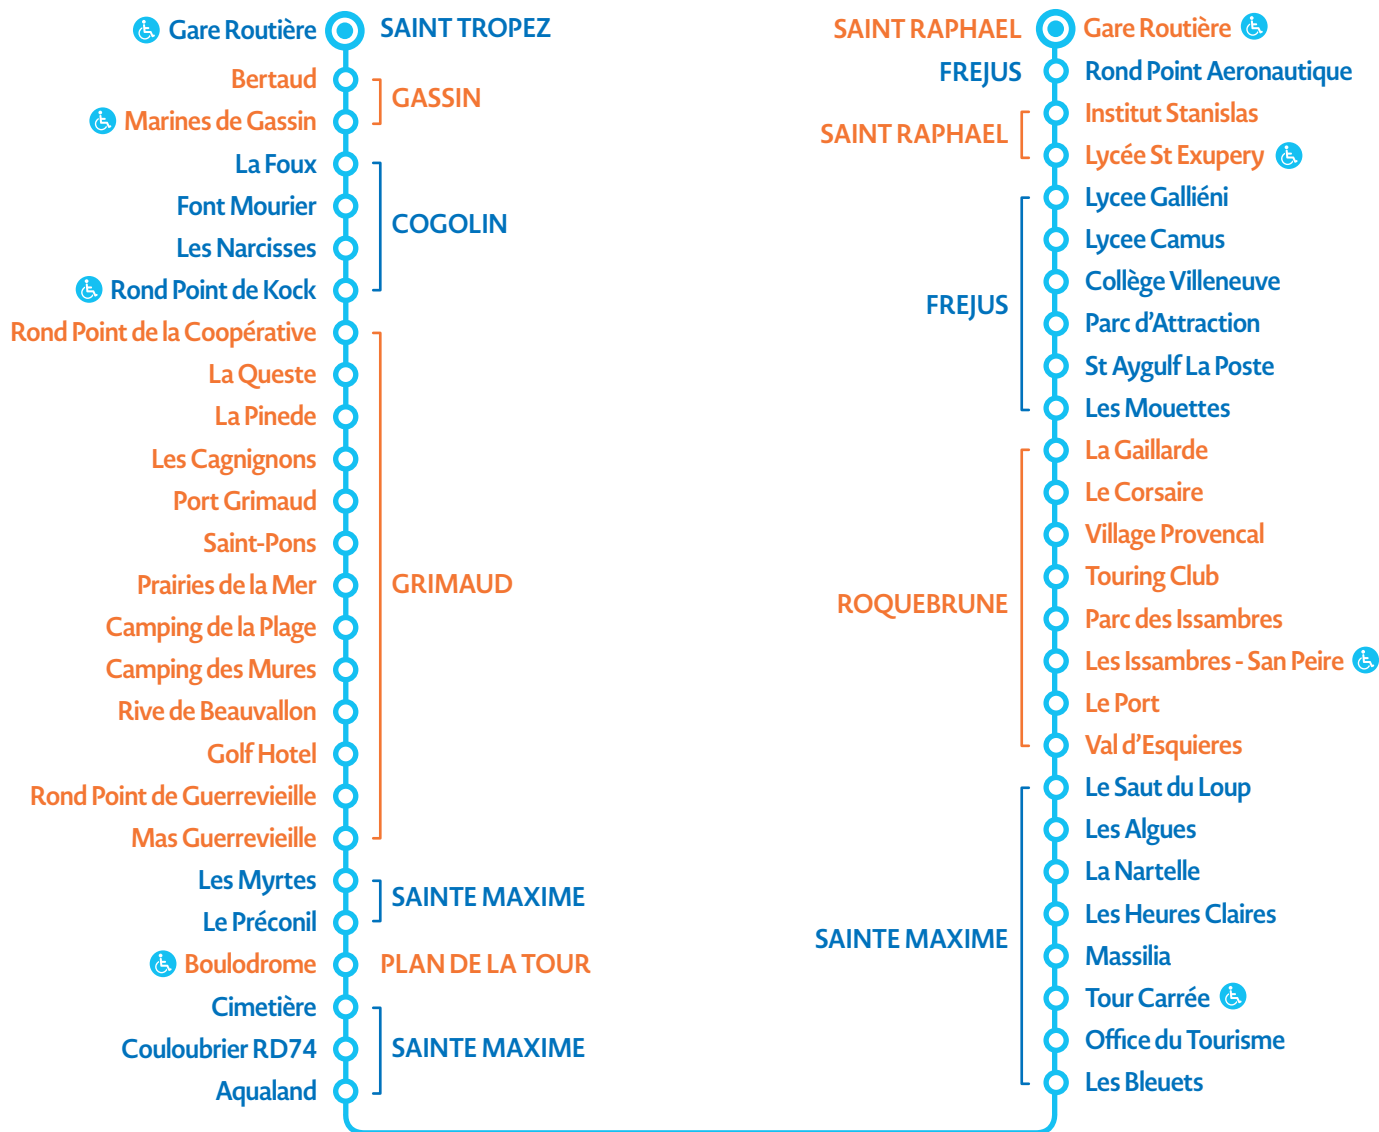 Gare Routière
SAINT TROPEZ
Bertaud
Marines de Gassin
GASSIN
La Foux
Font Mourier
Les Narcisses
Rond Point de Kock
COGOLIN
Rond Point de la Coopérative
La Queste
La Pinede
Les Cagnignons
Port Grimaud
Saint-Pons
Prairies de la Mer
Camping de la Plage
Camping des Mures
Rive de Beauvallon
Golf Hotel
Rond Point de Guerrevieille
Mas Guerrevieille
GRIMAUD
Les Myrtes
Le Préconil
SAINTE MAXIME
Boulodrome
PLAN DE LA TOUR
Cimetière
Couloubrier RD74
Aqualand
SAINTE MAXIME
SAINT RAPHAEL
Gare Routière
FREJUS
Rond Point Aeronautique
SAINT RAPHAEL
Institut Stanislas
Lycée St Exupery
FREJUS
Lycee Galliéni
Lycee Camus
Collège Villeneuve
Parc d'Attraction
St Aygulf La Poste
Les Mouettes
ROQUEBRUNE
La Gaillarde
Le Corsaire
Village Provencal
Touring Club
Parc des Issambres
Les Issambres - San Peire
Le Port
Val d'Esquieres
SAINTE MAXIME
Le Saut du Loup
Les Algues
La Nartelle
Les Heures Claires
Massilia
Tour Carrée
Office du Tourisme
Les Bleuets